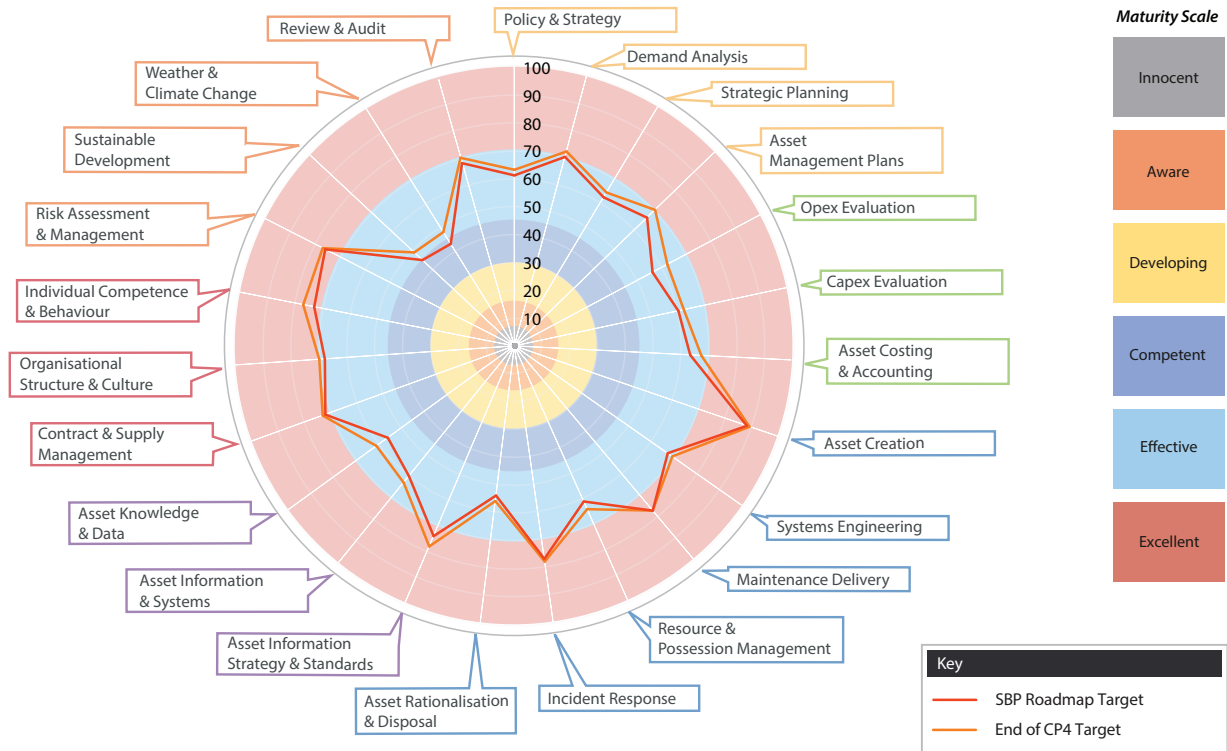 Policy & Strategy
Demand Analysis
Strategic Planning
Asset
Management Plans
Opex Evaluation
Capex Evaluation
Asset Costing
& Accounting
Asset Creation
Systems Engineering
Maintenance Delivery
Resource &
Possession Management
Incident Response
Asset Rationalisation
& Disposal
Asset Information
Strategy & Standards
Asset Information
& Systems
Asset Knowledge
& Data
Contract & Supply
Management
Organisational
Structure & Culture
Individual Competence
& Behaviour
Risk Assessment
& Management
Sustainable
Development
Weather &
Climate Change
Review & Audit
100
90
80
70
60
50
40
30
20
10
Maturity Scale
Innocent
Aware
Developing
Competent
Effective
Excellent
Key
SBP Roadmap Target
End of CP4 Target